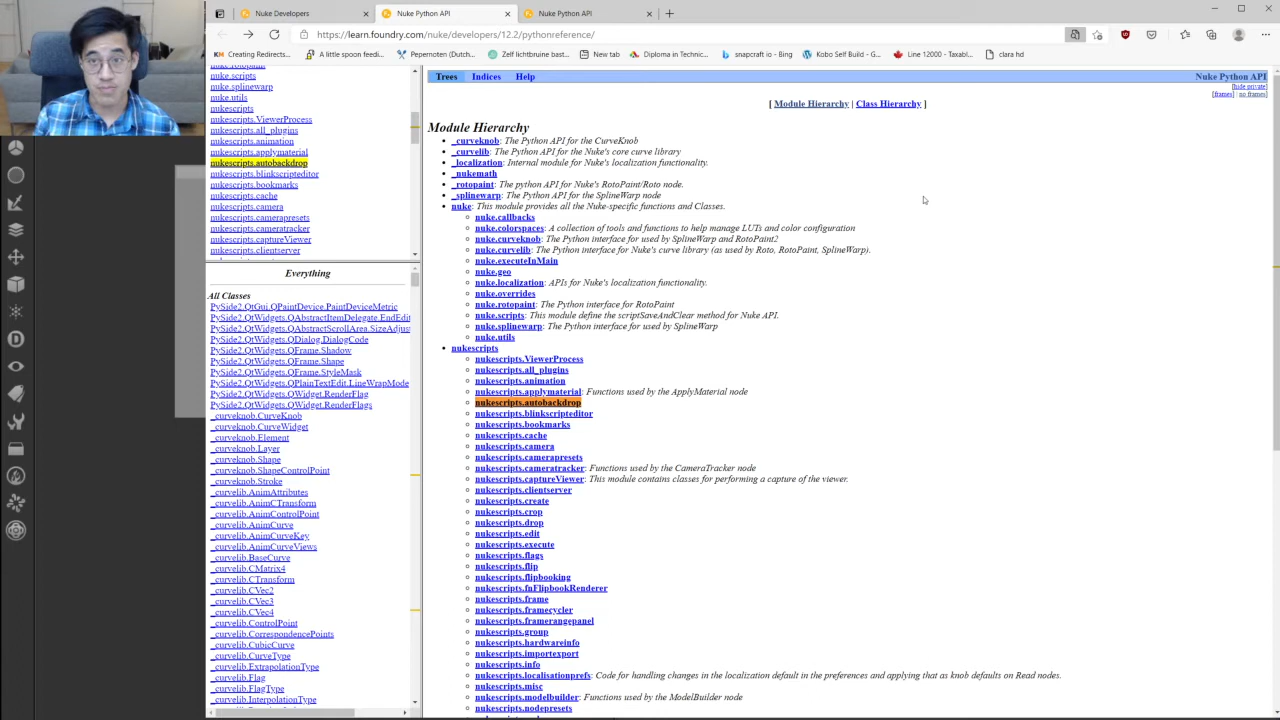 Nuke Developers
Nuke Python API
Nuke Python API
https://learn.foundry.com/nuke/developers/12.2/pythonreference/
Creating Redirects...
A little spoon feedi...
Pepernoten (Dutch...
Zelf lichtbruine bast...
New tab
Diploma in Technic...
snapcraft·io - Bing
Kobo Self Build - G...
Line 12000 - Taxabl...
clara hd
nuke.scripts
nuke.splinewarp
nuke.utils
nukescripts
nukescripts.ViewerProcess
nukescripts.all_plugins
nukescripts.animation
nukescripts.applymaterial
nukescripts.autobackdrop
nukescripts.blinkscripteditor
nukescripts.bookmarks
nukescripts.cache
nukescripts.camera
nukescripts.camerapresets
nukescripts.cameratracker
nukescripts.captureViewer
nukescripts.clientserver
Everything
All Classes
PySide2.QtGui.QPaintDevice.PaintDeviceMetric
PySide2.QtWidgets.QAbstractItemDelegate.EndEdit
PySide2.QtWidgets.QAbstractScrollArea.SizeAdjust
PySide2.QtWidgets.QDialog.DialogCode
PySide2.QtWidgets.QFrame.Shadow
PySide2.QtWidgets.QFrame.Shape
PySide2.QtWidgets.QFrame.StyleMask
PySide2.QtWidgets.QPlainTextEdit.LineWrapMode
PySide2.QtWidgets.QWidget.RenderFlag
PySide2.QtWidgets.QWidget.RenderFlags
_curveknob.CurveKnob
_curveknob.CurveWidget
_curveknob.Element
_curveknob.Layer
_curveknob.Shape
_curveknob.ShapeControlPoint
_curveknob.Stroke
_curvelib.AnimAttributes
_curvelib.AnimCTransform
_curvelib.AnimControlPoint
_curvelib.AnimCurve
_curvelib.AnimCurveKey
_curvelib.AnimCurveViews
_curvelib.BaseCurve
_curvelib.CMatrix4
_curvelib.CTransform
_curvelib.CVec2
_curvelib.CVec3
_curvelib.CVec4
_curvelib.ControlPoint
_curvelib.CorrespondencePoints
_curvelib.CubicCurve
_curvelib.CurveType
_curvelib.ExtrapolationType
_curvelib.Flag
_curvelib.FlagType
_curvelib.InterpolationType
Trees Indices Help Nuke Python API
[hide private]
[frames] | no frames]
[ Module Hierarchy | Class Hierarchy ]
Module Hierarchy
_curveknob: The Python API for the CurveKnob
_curvelib: The Python API for the Nuke's core curve library
_localization: Internal module for Nuke's localization functionality.
_nukemath
_rotopaint: The python API for Nuke's RotoPaint/Roto node.
_splinewarp: The Python API for the SplineWarp node
nuke: This module provides all the Nuke-specific functions and Classes.
nuke.callbacks
nuke.colorspaces: A collection of tools and functions to help manage LUTs and color configuration
nuke.curveknob: The Python interface for used by SplineWarp and RotoPaint2
nuke.curvelib: The Python interface for Nuke's curve library (as used by Roto, RotoPaint, SplineWarp).
nuke.executeInMain
nuke.geo
nuke.localization: APIs for Nuke's localization functionality.
nuke.overrides
nuke.rotopaint: The Python interface for RotoPaint
nuke.scripts: This module define the scriptSaveAndClear method for Nuke API.
nuke.splinewarp: The Python interface for used by SplineWarp
nuke.utils
nukescripts
nukescripts.ViewerProcess
nukescripts.all_plugins
nukescripts.animation
nukescripts.applymaterial: Functions used by the ApplyMaterial node
nukescripts.autobackdrop
nukescripts.blinkscripteditor
nukescripts.bookmarks
nukescripts.cache
nukescripts.camera
nukescripts.camerapresets
nukescripts.cameratracker: Functions used by the CameraTracker node
nukescripts.captureViewer: This module contains classes for performing a capture of the viewer.
nukescripts.clientserver
nukescripts.create
nukescripts.crop
nukescripts.drop
nukescripts.edit
nukescripts.execute
nukescripts.flags
nukescripts.flip
nukescripts.flipbooking
nukescripts.fnFlipbookRenderer
nukescripts.frame
nukescripts.framecycler
nukescripts.framerangepanel
nukescripts.group
nukescripts.hardwareinfo
nukescripts.importexport
nukescripts.info
nukescripts.localisationprefs: Code for handling changes in the localization default in the preferences and applying that as knob defaults on Read nodes.
nukescripts.misc
nukescripts.modelbuilder: Functions used by the ModelBuilder node
nukescripts.nodepresets